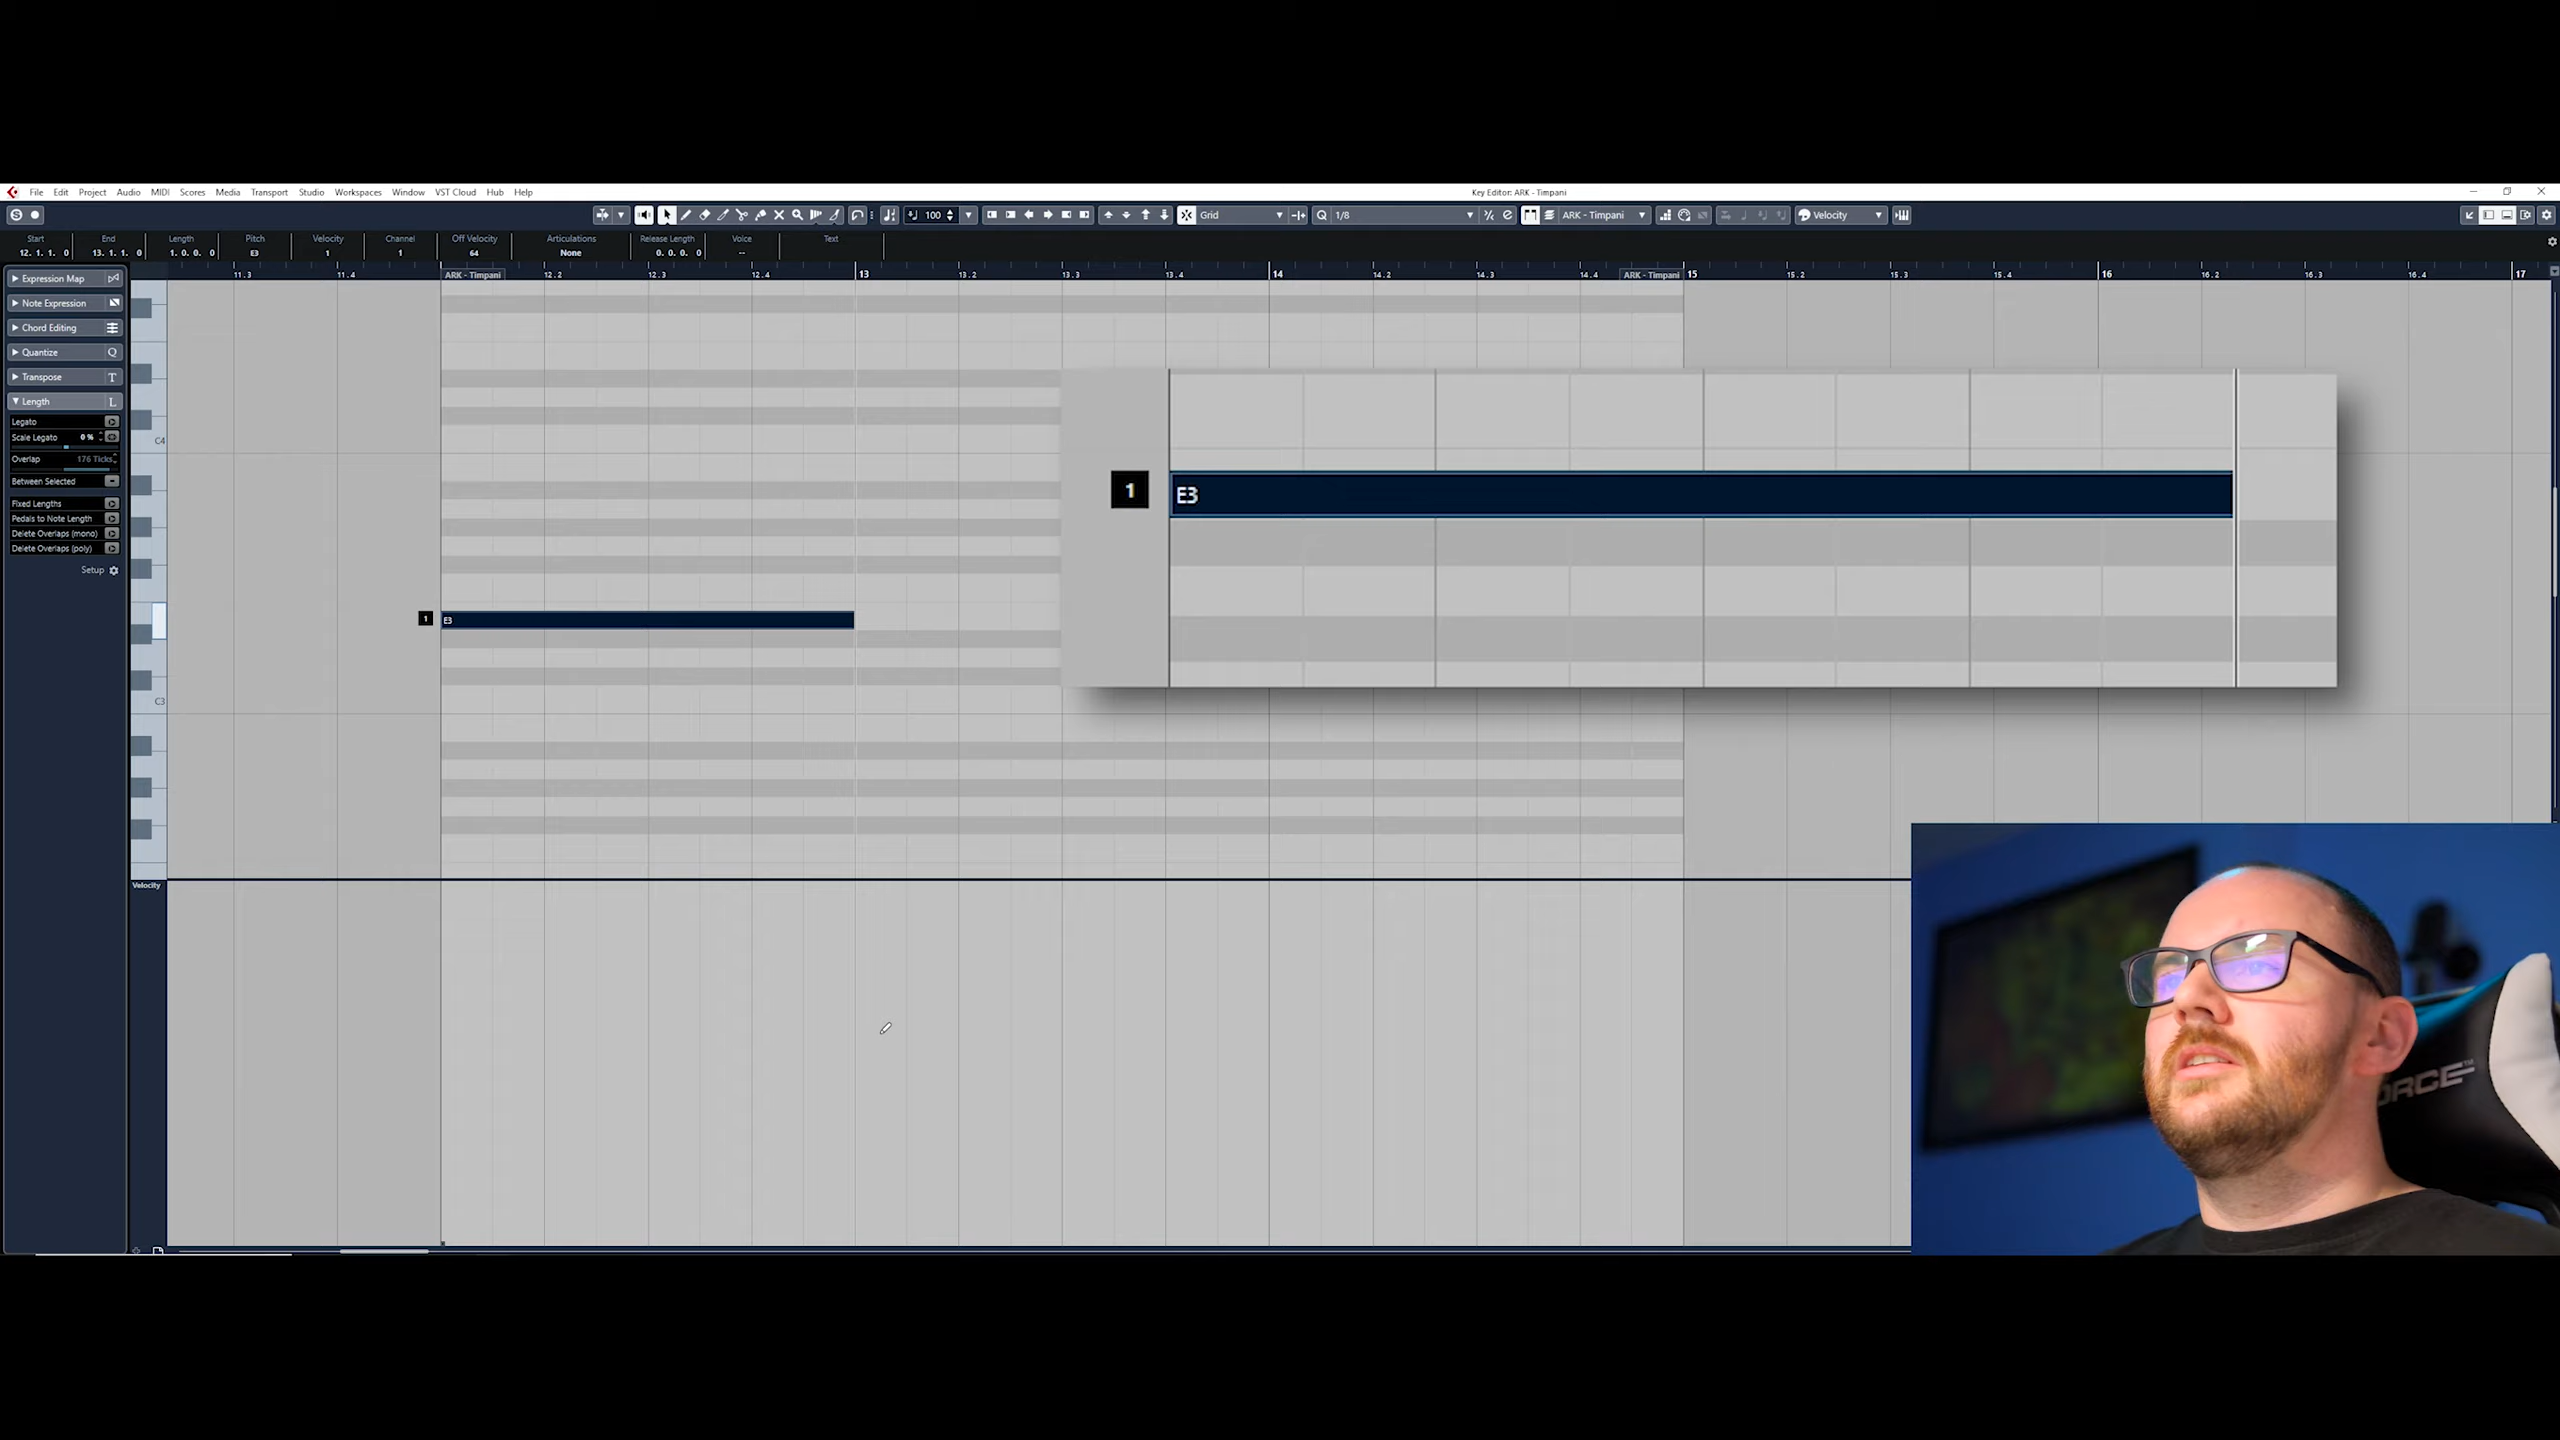 File Edit Project Audio MIDI Scores Media Transport Studio Workspaces Window VST Cloud Hub Help
Key Editor: ARK - Timpani
100 Grid 1/8 ARK - Timpani Velocity
Start End Length Pitch Velocity Channel Off Velocity Articulations Release Length Voice Text
12. 1. 1. 0 13. 1. 1. 0 1. 0. 0. 0 E3 1 1 64 None 0. 0. 0. 0 --
11.3 11.4 ARK - Timpani 12.2 12.3 12.4 13 13.2 13.3 13.4 14 14.2 14.3 14.4 ARK - Timpani 15 15.2 15.3 15.4 16 16.2 16.3 16.4 17
Expression Map
Note Expression
Chord Editing
Quantize Q
Transpose T
Length L
Legato
Scale Legato 0 %
Overlap 176 Ticks
Between Selected
Fixed Lengths
Pedals to Note Length
Delete Overlaps (mono)
Delete Overlaps (poly)
Setup
C4
1 E3
1 E3
C3
Velocity
ORCE™